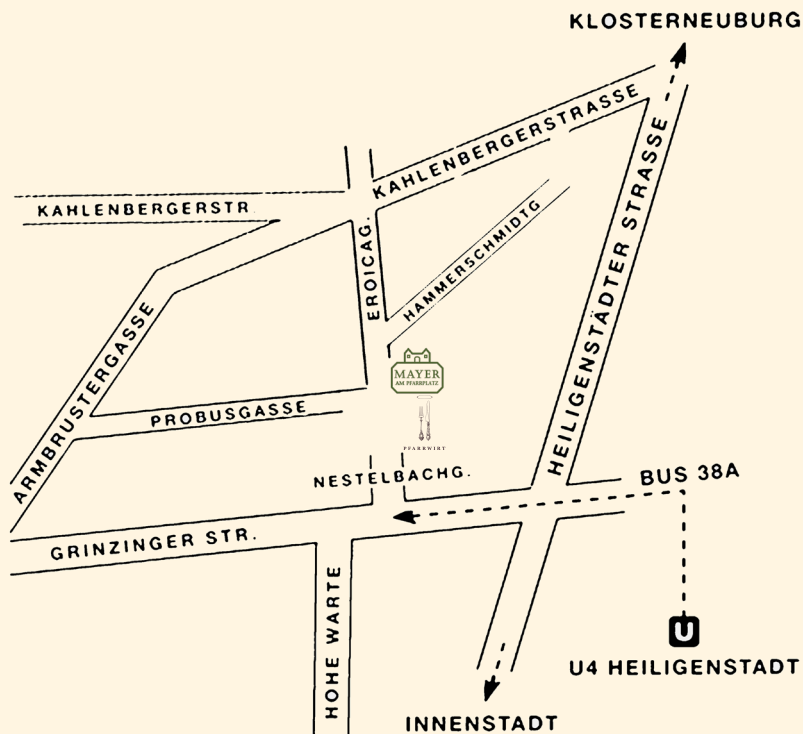 KLOSTERNEUBURG
KAHLENBERGERSTRASSE
KAHLENBERGERSTR.
HEILIGENSTÄDTER STRASSE
EROICAG.
HAMMERSCHMIDTG
ARMBRUSTERGASSE
MAYER
AM PFARRPLATZ
PROBUSGASSE
PFARRWIRT
NESTELBACHG.
BUS 38A
GRINZINGER STR.
HOHE WARTE
U
U4 HEILIGENSTADT
INNENSTADT